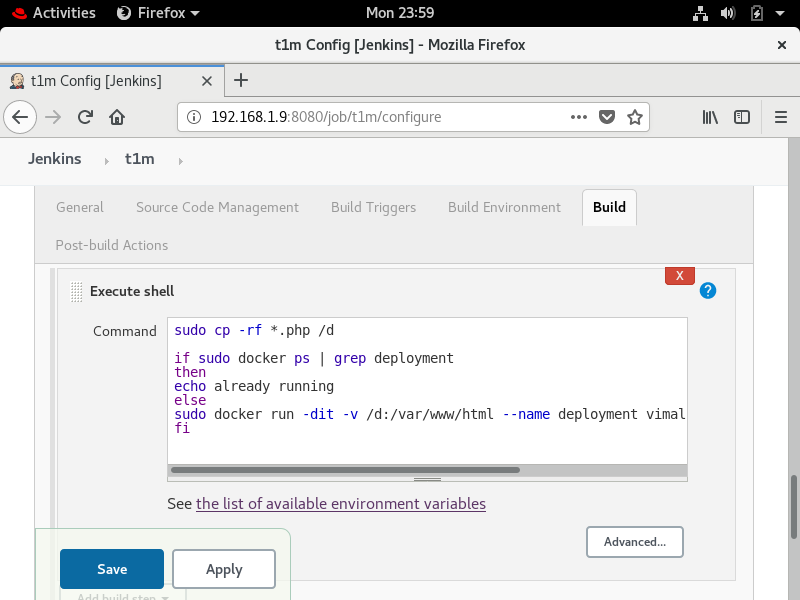 Activities Firefox Mon 23:59
t1m Config [Jenkins] - Mozilla Firefox
t1m Config [Jenkins]
192.168.1.9:8080/job/t1m/configure
Jenkins t1m
General Source Code Management Build Triggers Build Environment Build
Post-build Actions
X
Execute shell
Command
sudo cp -rf *.php /d
if sudo docker ps | grep deployment
then
echo already running
else
sudo docker run -dit -v /d:/var/www/html --name deployment vimal
fi
See the list of available environment variables
Advanced...
Save Apply
Add build step